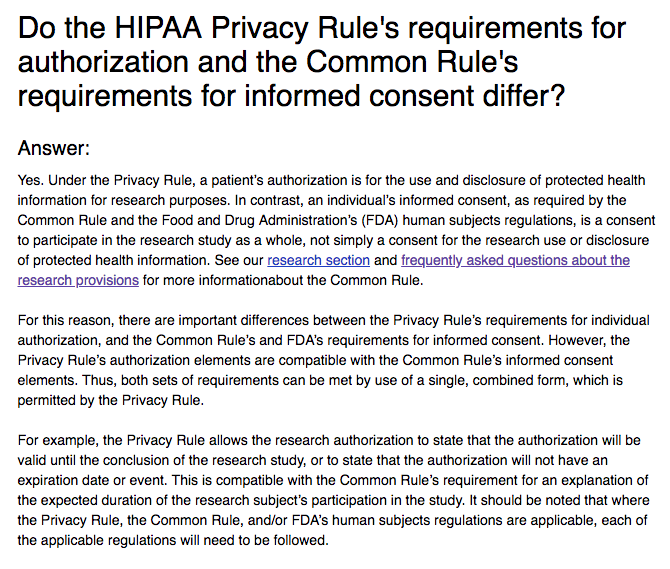 Do the HIPAA Privacy Rule's requirements for
authorization and the Common Rule's
requirements for informed consent differ?
Answer:
Yes. Under the Privacy Rule, a patient’s authorization is for the use and disclosure of protected health
information for research purposes. In contrast, an individual’s informed consent, as required by the
Common Rule and the Food and Drug Administration’s (FDA) human subjects regulations, is a consent
to participate in the research study as a whole, not simply a consent for the research use or disclosure
of protected health information. See our research section and frequently asked questions about the
research provisions for more informationabout the Common Rule.
For this reason, there are important differences between the Privacy Rule’s requirements for individual
authorization, and the Common Rule’s and FDA’s requirements for informed consent. However, the
Privacy Rule’s authorization elements are compatible with the Common Rule’s informed consent
elements. Thus, both sets of requirements can be met by use of a single, combined form, which is
permitted by the Privacy Rule.
For example, the Privacy Rule allows the research authorization to state that the authorization will be
valid until the conclusion of the research study, or to state that the authorization will not have an
expiration date or event. This is compatible with the Common Rule’s requirement for an explanation of
the expected duration of the research subject’s participation in the study. It should be noted that where
the Privacy Rule, the Common Rule, and/or FDA’s human subjects regulations are applicable, each of
the applicable regulations will need to be followed.